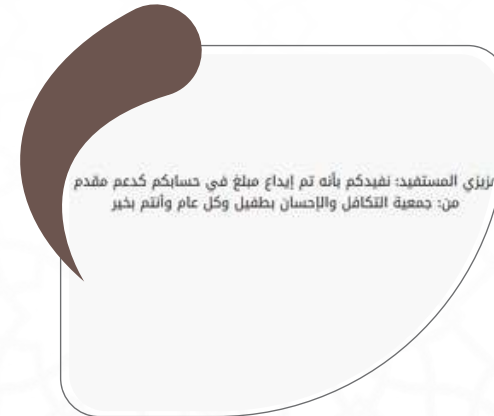 عزيزي المستفيد: نفيدكم بأنه تم إيداع مبلغ في حسابكم كدعم مقدم
من: جمعية التكافل والإحسان بطفيل وكل عام وأنتم بخير